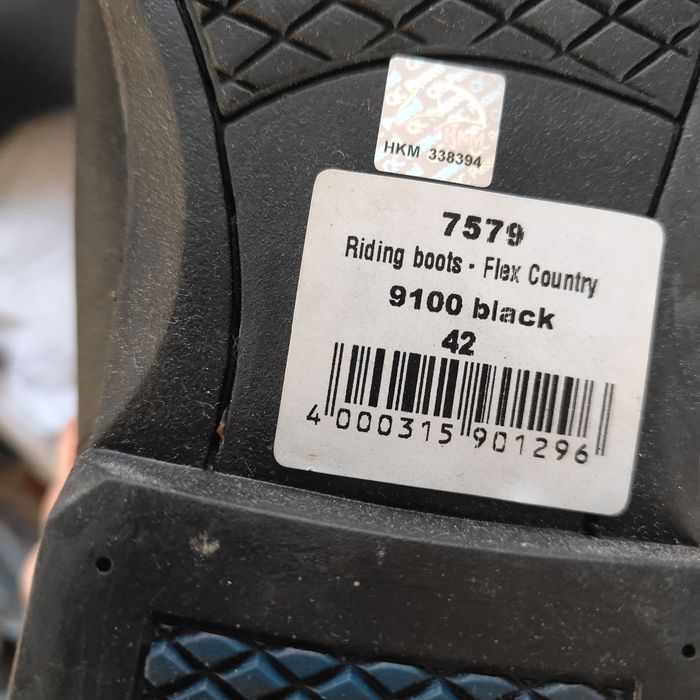 HKM 338394
7579
Riding boots - Flex Country
9100 black
42
4 000315 901296